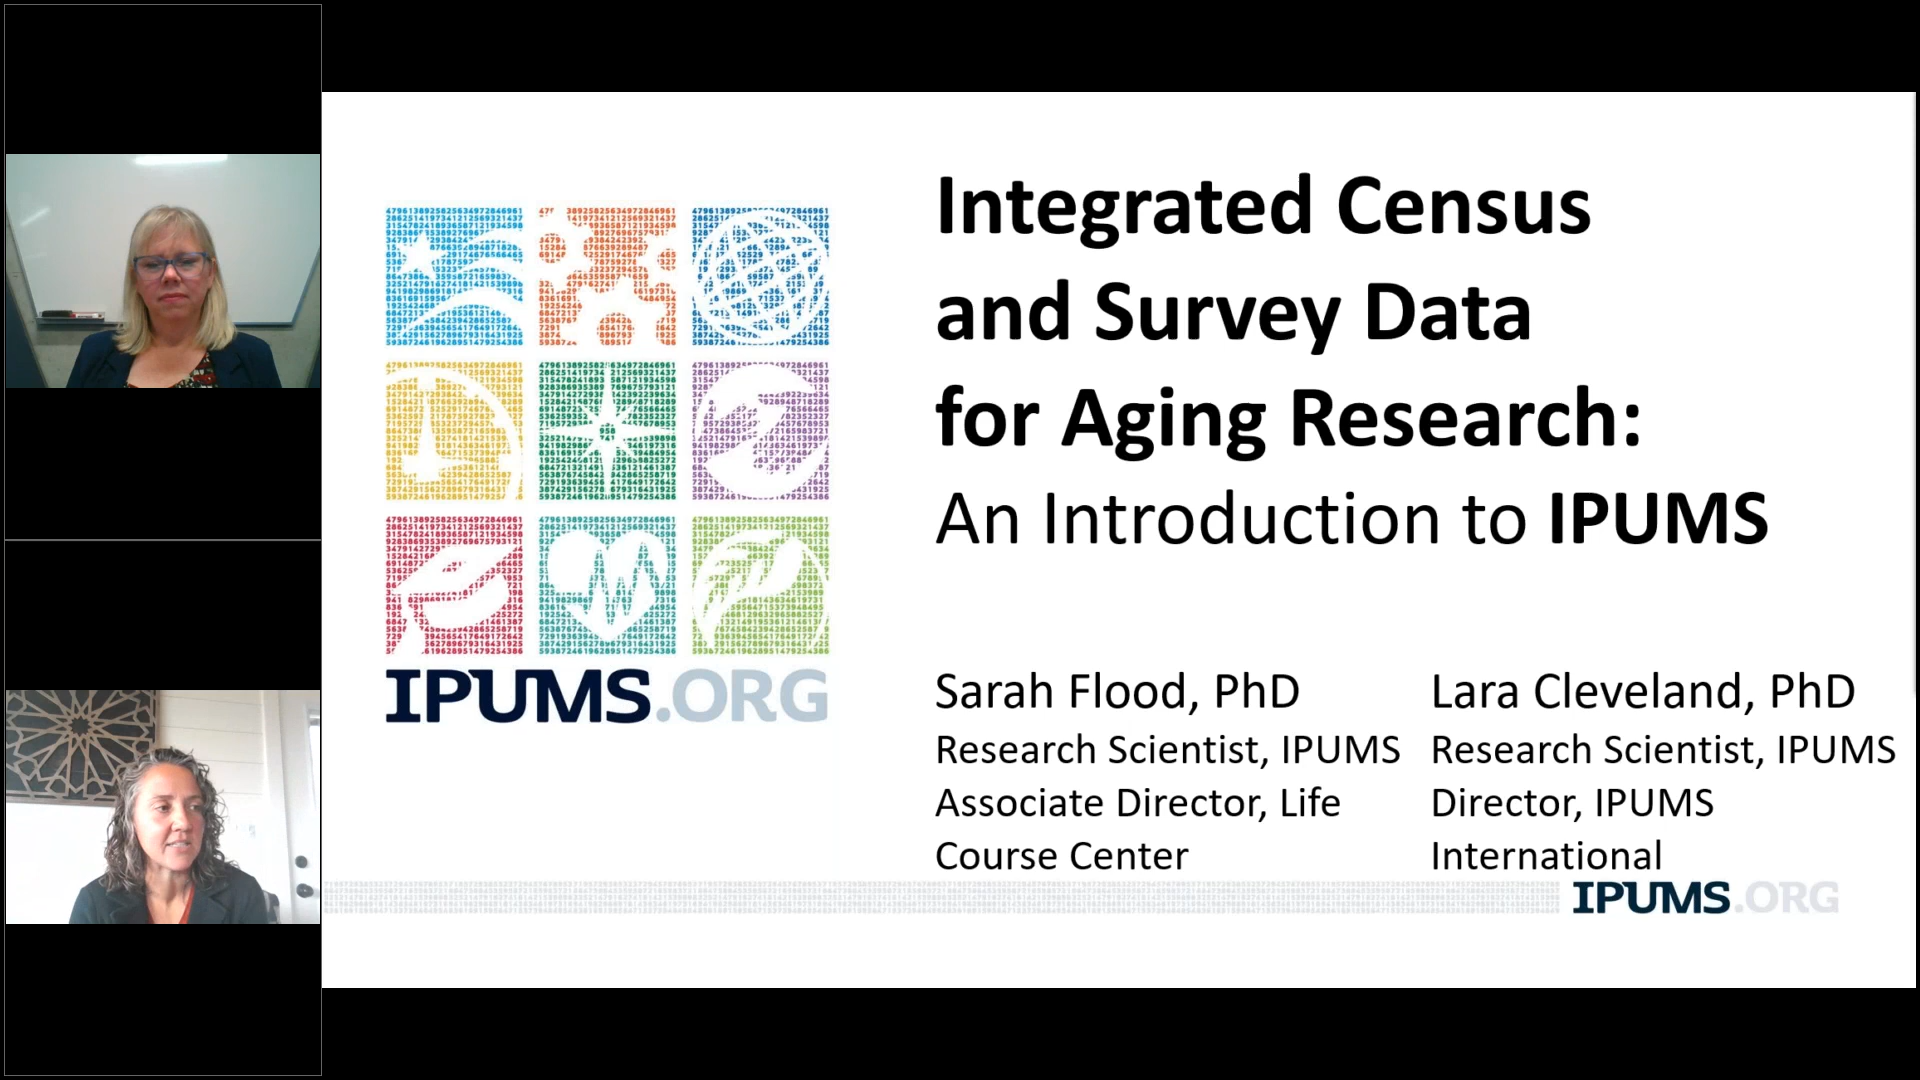 Integrated Census
and Survey Data
for Aging Research:
An Introduction to IPUMS
IPUMS.ORG
Sarah Flood, PhD
Research Scientist, IPUMS
Associate Director, Life
Course Center
Lara Cleveland, PhD
Research Scientist, IPUMS
Director, IPUMS
International
IPUMS.ORG